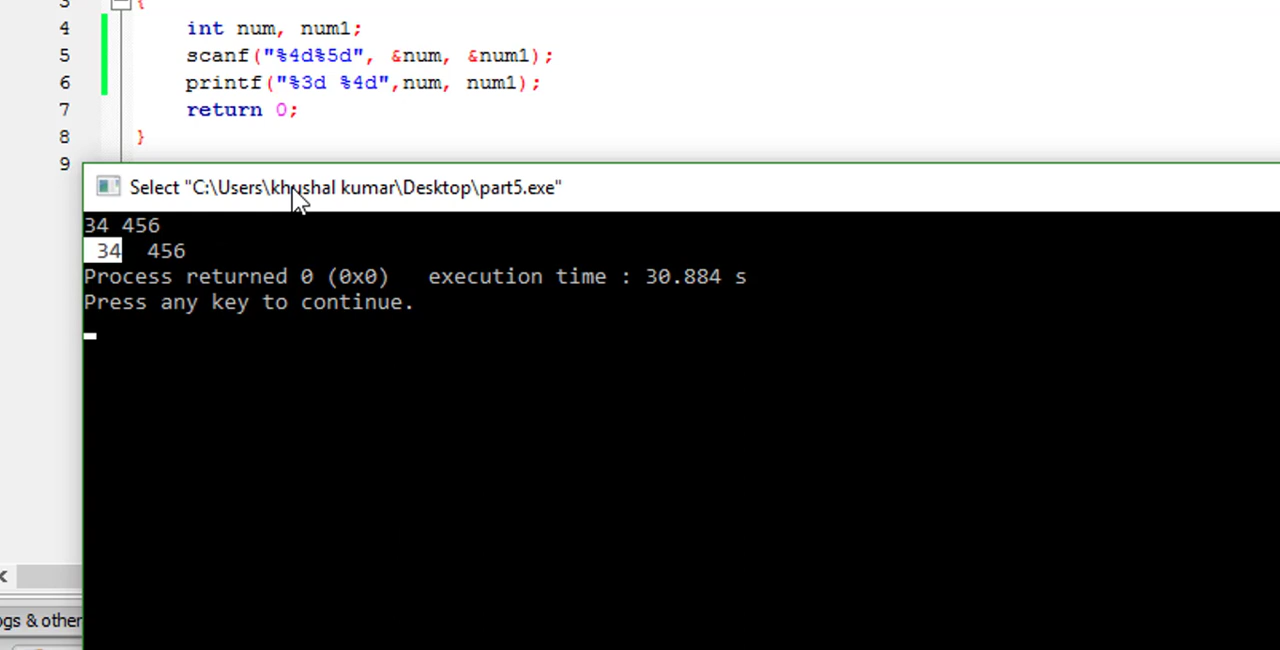 3 {
4 int num, num1;
5 scanf("%4d%5d", &num, &num1);
6 printf("%3d %4d",num, num1);
7 return 0;
8 }
9
Select "C:\Users\khushal kumar\Desktop\part5.exe"
34 456
 34  456
Process returned 0 (0x0)   execution time : 30.884 s
Press any key to continue.
ogs & other